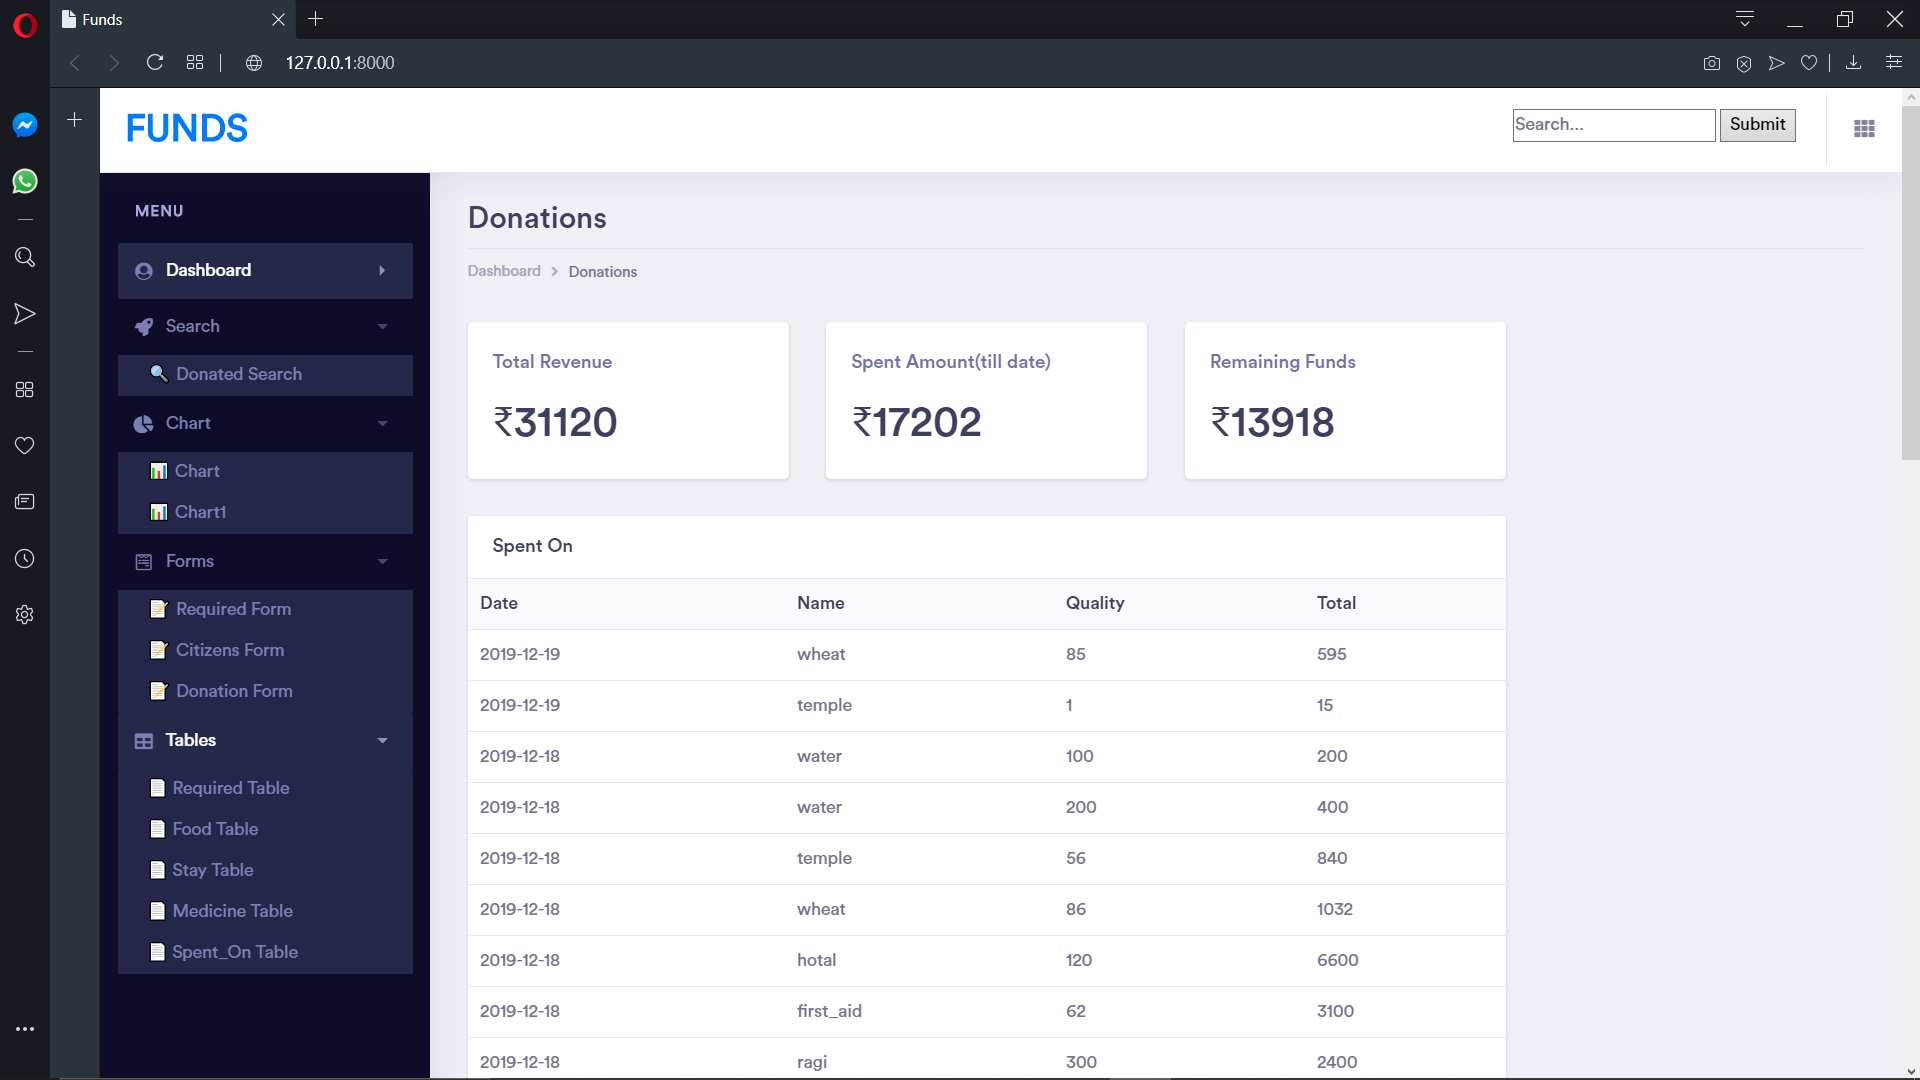 Funds
127.0.0.1:8000
FUNDS
Search...
Submit
MENU
Dashboard
Search
Donated Search
Chart
Chart
Chart1
Forms
Required Form
Citizens Form
Donation Form
Tables
Required Table
Food Table
Stay Table
Medicine Table
Spent_On Table
Donations
Dashboard > Donations
Total Revenue
₹31120
Spent Amount(till date)
₹17202
Remaining Funds
₹13918
Spent On
Date Name Quality Total
2019-12-19 wheat 85 595
2019-12-19 temple 1 15
2019-12-18 water 100 200
2019-12-18 water 200 400
2019-12-18 temple 56 840
2019-12-18 wheat 86 1032
2019-12-18 hotal 120 6600
2019-12-18 first_aid 62 3100
2019-12-18 ragi 300 2400